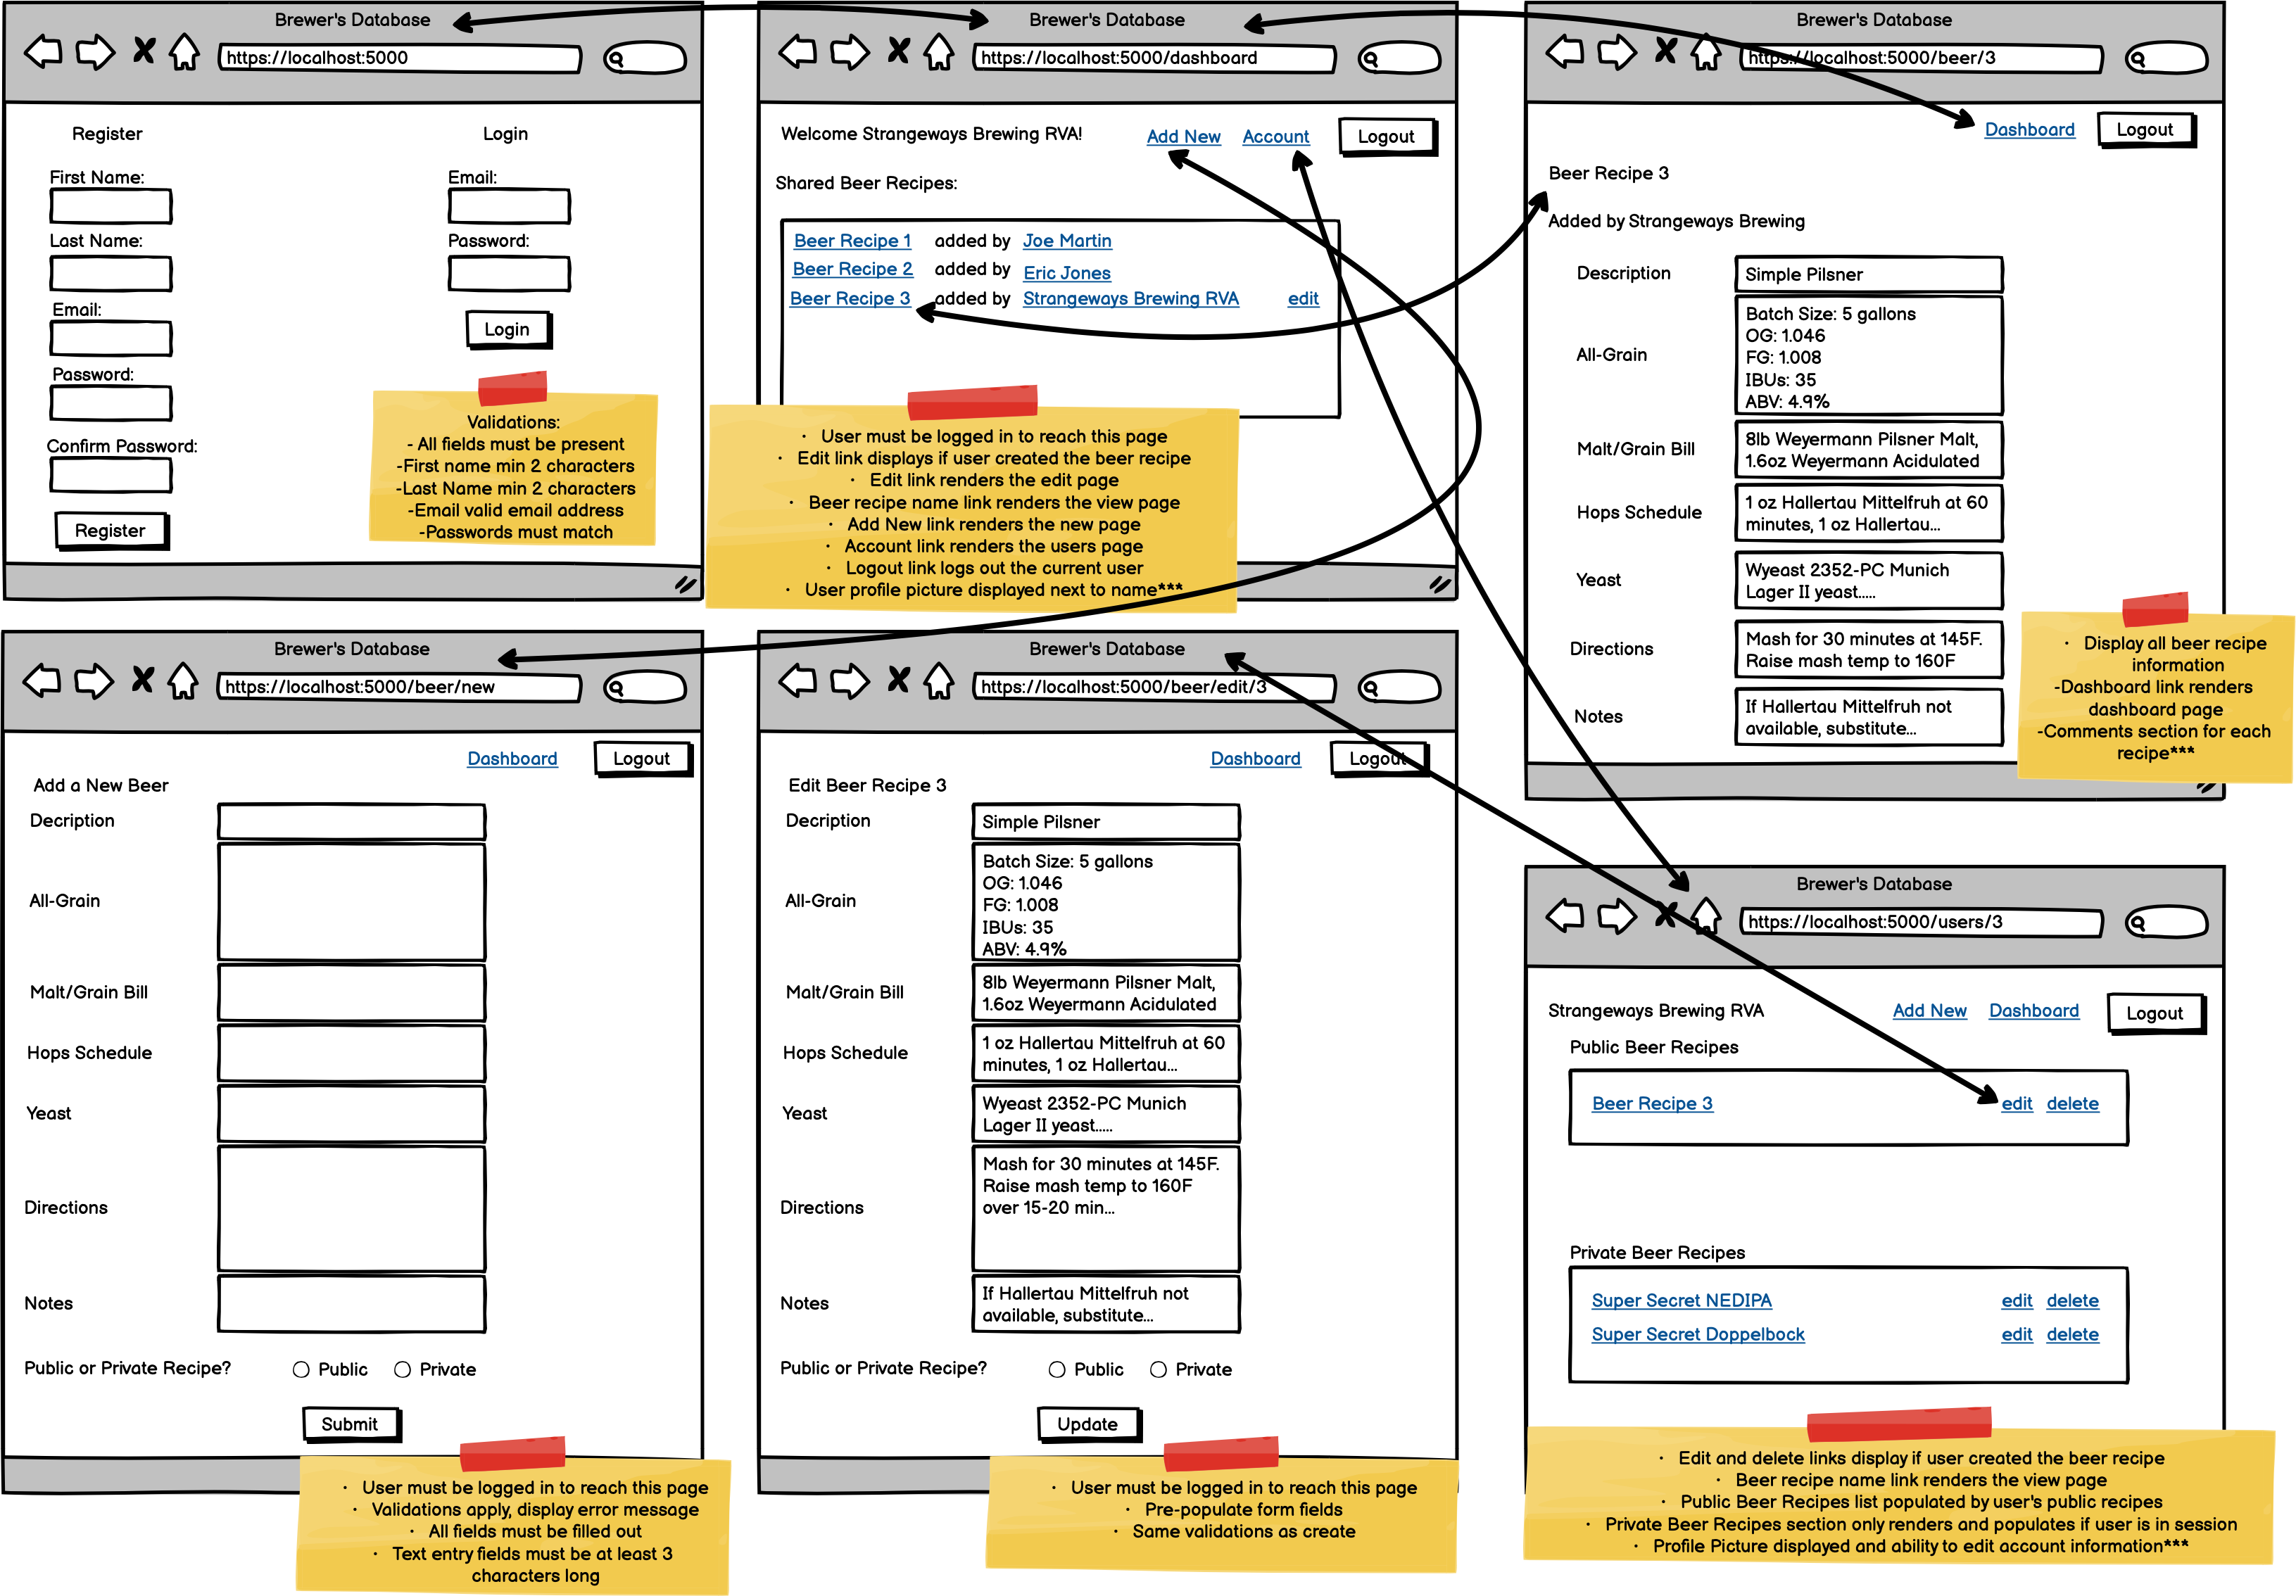 Brewer's Database
https://localhost:5000
Register
Login
First Name:
Last Name:
Email:
Password:
Confirm Password:
Register
Email:
Password:
Login
Validations:
- All fields must be present
-First name min 2 characters
-Last Name min 2 characters
-Email valid email address
-Passwords must match
Brewer's Database
https://localhost:5000/dashboard
Welcome Strangeways Brewing RVA!
Add New
Account
Logout
Shared Beer Recipes:
Beer Recipe 1 added by Joe Martin
Beer Recipe 2 added by Eric Jones
Beer Recipe 3 added by Strangeways Brewing RVA edit
· User must be logged in to reach this page
· Edit link displays if user created the beer recipe
· Edit link renders the edit page
· Beer recipe name link renders the view page
· Add New link renders the new page
· Account link renders the users page
· Logout link logs out the current user
· User profile picture displayed next to name***
Brewer's Database
https://localhost:5000/beer/3
Dashboard
Logout
Beer Recipe 3
Added by Strangeways Brewing
Description
Simple Pilsner
All-Grain
Batch Size: 5 gallons
OG: 1.046
FG: 1.008
IBUs: 35
ABV: 4.9%
Malt/Grain Bill
8lb Weyermann Pilsner Malt,
1.6oz Weyermann Acidulated
Hops Schedule
1 oz Hallertau Mittelfruh at 60
minutes, 1 oz Hallertau...
Yeast
Wyeast 2352-PC Munich
Lager II yeast.....
Directions
Mash for 30 minutes at 145F.
Raise mash temp to 160F
Notes
If Hallertau Mittelfruh not
available, substitute...
· Display all beer recipe
information
-Dashboard link renders
dashboard page
-Comments section for each
recipe***
Brewer's Database
https://localhost:5000/beer/new
Dashboard
Logout
Add a New Beer
Decription
All-Grain
Malt/Grain Bill
Hops Schedule
Yeast
Directions
Notes
Public or Private Recipe?
Public
Private
Submit
· User must be logged in to reach this page
· Validations apply, display error message
· All fields must be filled out
· Text entry fields must be at least 3
characters long
Brewer's Database
https://localhost:5000/beer/edit/3
Dashboard
Logout
Edit Beer Recipe 3
Decription
Simple Pilsner
All-Grain
Batch Size: 5 gallons
OG: 1.046
FG: 1.008
IBUs: 35
ABV: 4.9%
Malt/Grain Bill
8lb Weyermann Pilsner Malt,
1.6oz Weyermann Acidulated
Hops Schedule
1 oz Hallertau Mittelfruh at 60
minutes, 1 oz Hallertau...
Yeast
Wyeast 2352-PC Munich
Lager II yeast.....
Directions
Mash for 30 minutes at 145F.
Raise mash temp to 160F
over 15-20 min...
Notes
If Hallertau Mittelfruh not
available, substitute...
Public or Private Recipe?
Public
Private
Update
· User must be logged in to reach this page
· Pre-populate form fields
· Same validations as create
Brewer's Database
https://localhost:5000/users/3
Strangeways Brewing RVA
Add New
Dashboard
Logout
Public Beer Recipes
Beer Recipe 3 edit delete
Private Beer Recipes
Super Secret NEDIPA edit delete
Super Secret Doppelbock edit delete
· Edit and delete links display if user created the beer recipe
· Beer recipe name link renders the view page
· Public Beer Recipes list populated by user's public recipes
· Private Beer Recipes section only renders and populates if user is in session
· Profile Picture displayed and ability to edit account information***